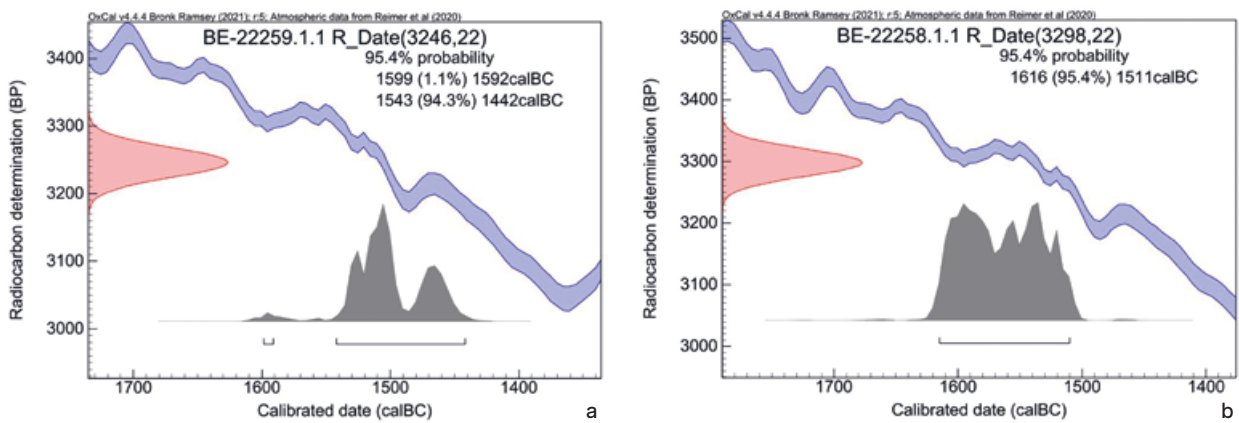 OxCal v4.4.4 Bronk Ramsey (2021); r:5; Atmospheric data from Reimer et al (2020)
BE-22259.1.1 R_Date(3246,22)
95.4% probability
1599 (1.1%) 1592calBC
1543 (94.3%) 1442calBC
Radiocarbon determination (BP)
3400
3300
3200
3100
3000
1700 1600 1500 1400
Calibrated date (calBC)
a
OxCal v4.4.4 Bronk Ramsey (2021); r:5; Atmospheric data from Reimer et al (2020)
BE-22258.1.1 R_Date(3298,22)
95.4% probability
1616 (95.4%) 1511calBC
Radiocarbon determination (BP)
3500
3400
3300
3200
3100
3000
1700 1600 1500 1400
Calibrated date (calBC)
b